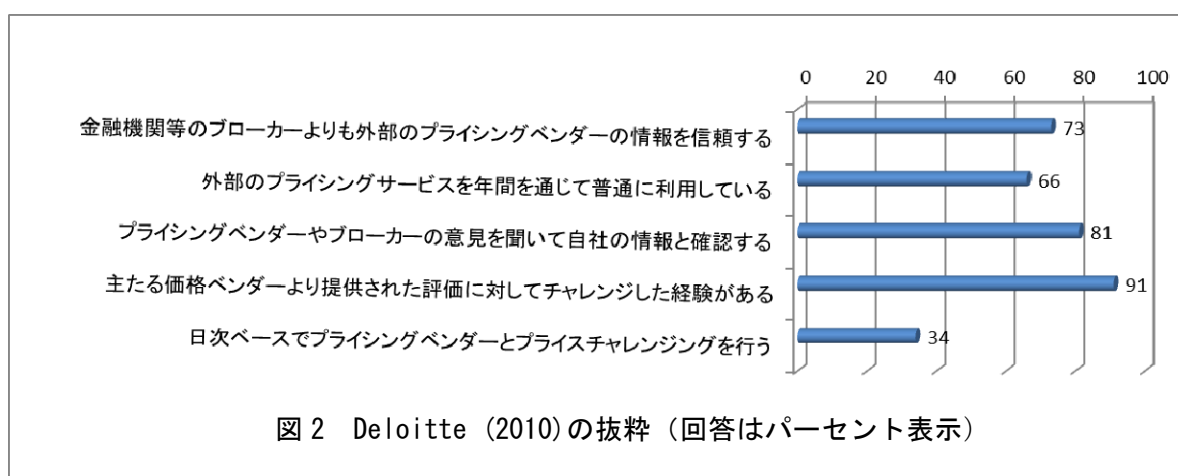 0 20 40 60 80 100
金融機関等のブローカーよりも外部のプライシングベンダーの情報を信頼する 73
外部のプライシングサービスを年間を通じて普通に利用している 66
プライシングベンダーやブローカーの意見を聞いて自社の情報と確認する 81
主たる価格ベンダーより提供された評価に対してチャレンジした経験がある 91
日次ベースでプライシングベンダーとプライスチャレンジングを行う 34
図2 Deloitte (2010)の抜粋（回答はパーセント表示）